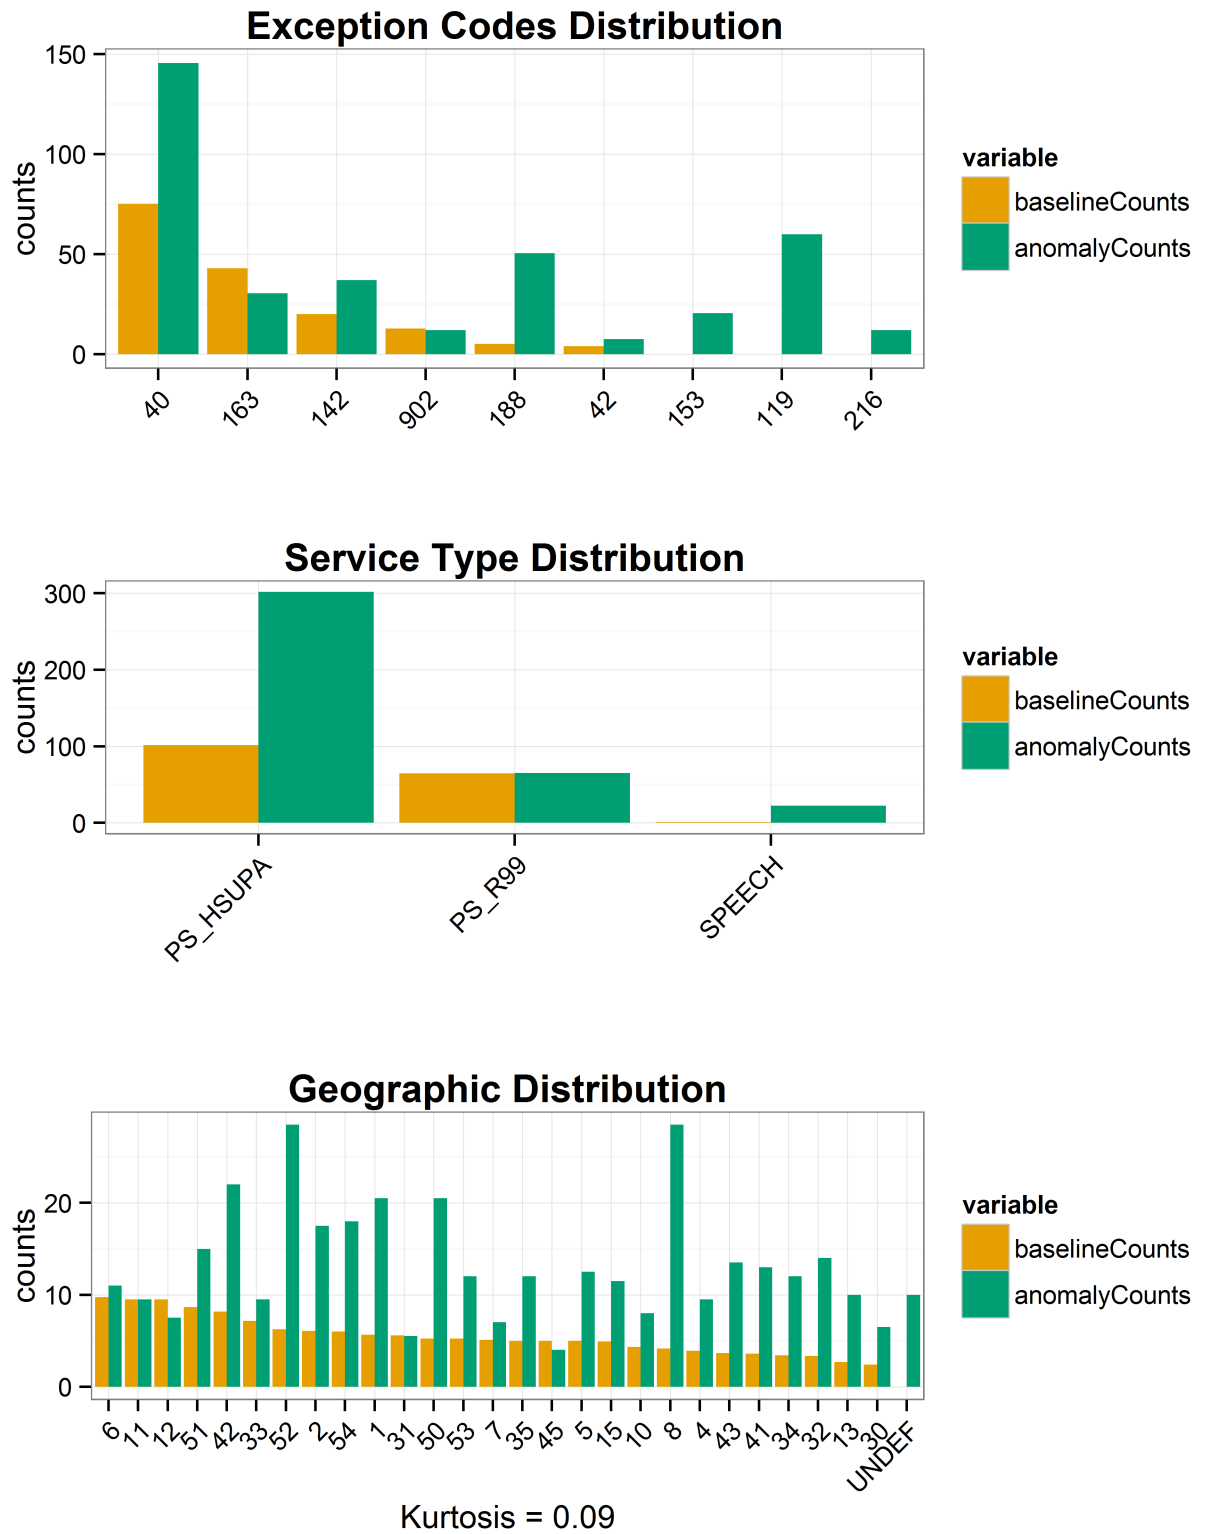 Exception Codes Distribution
counts
150
100
50
0
40 163 142 902 188 42 153 119 216
variable
baselineCounts
anomalyCounts
Service Type Distribution
counts
300
200
100
0
PS_HSUPA PS_R99 SPEECH
variable
baselineCounts
anomalyCounts
Geographic Distribution
counts
20
10
0
6 11 12 51 42 33 52 2 54 1 31 50 53 7 35 45 5 15 10 8 4 43 41 34 32 13 30 UNDEF
variable
baselineCounts
anomalyCounts
Kurtosis = 0.09